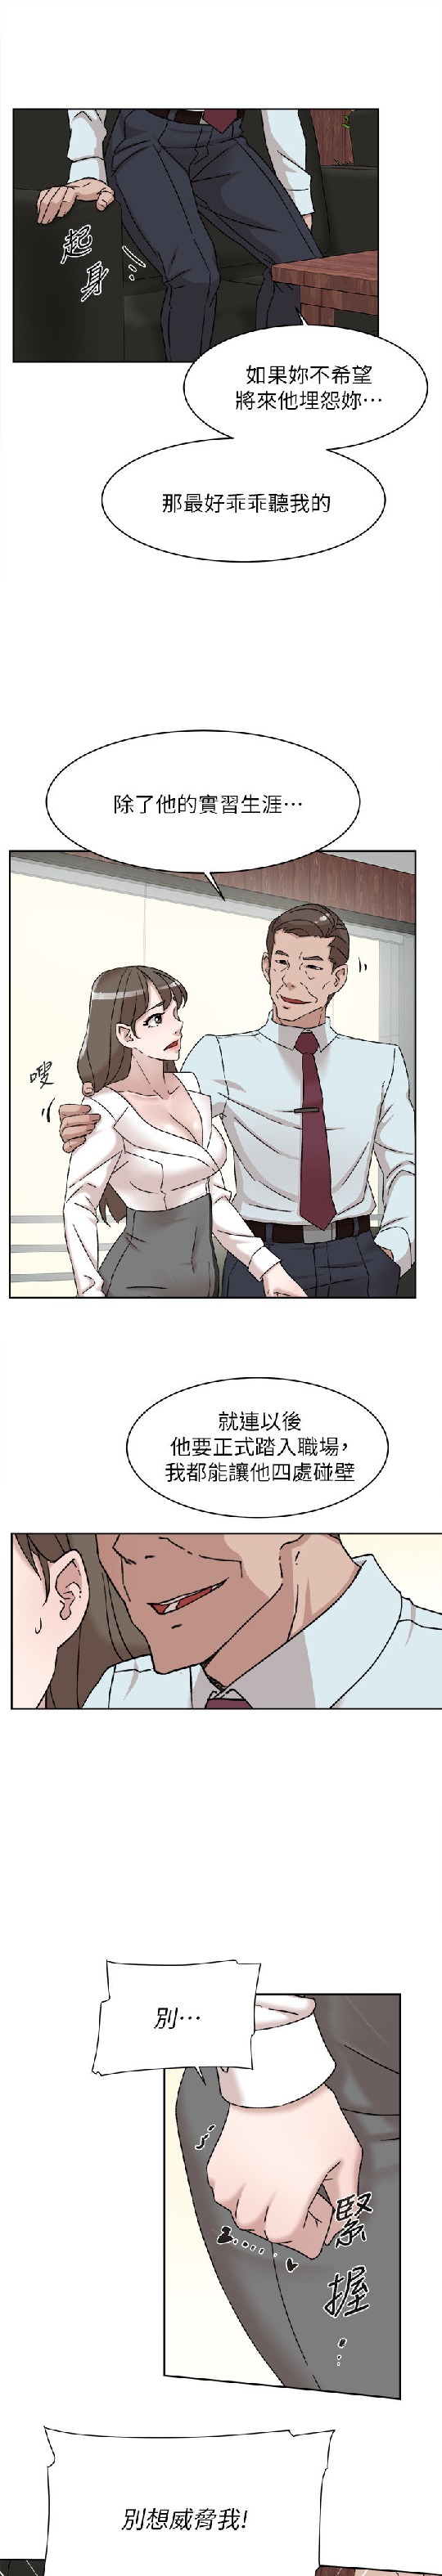 起身
如果妳不希望
將來他埋怨妳…
那最好乖乖聽我的
除了他的實習生涯…
嗖
就連以後
他要正式踏入職場，
我都能讓他四處碰壁
別…
緊握
別想威脅我!